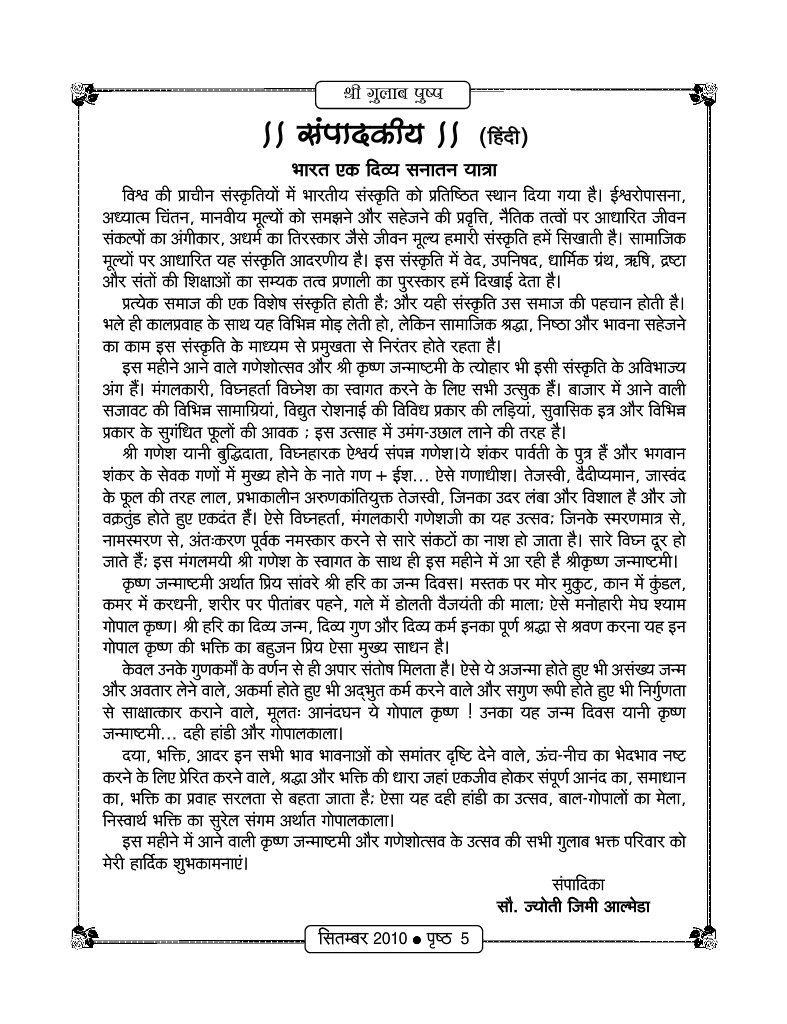 श्री गुलाब पुष्प
।। संपादकीय ।। (हिंदी)
भारत एक दिव्य सनातन यात्रा
विश्व की प्राचीन संस्कृतियों में भारतीय संस्कृति को प्रतिष्ठित स्थान दिया गया है। ईश्वरोपासना,
अध्यात्म चिंतन, मानवीय मूल्यों को समझने और सहेजने की प्रवृत्ति, नैतिक तत्वों पर आधारित जीवन
संकल्पों का अंगीकार, अधर्म का तिरस्कार जैसे जीवन मूल्य हमारी संस्कृति हमें सिखाती है। सामाजिक
मूल्यों पर आधारित यह संस्कृति आदरणीय है। इस संस्कृति में वेद, उपनिषद, धार्मिक ग्रंथ, ऋषि, द्रष्टा
और संतों की शिक्षाओं का सम्यक तत्व प्रणाली का पुरस्कार हमें दिखाई देता है।
प्रत्येक समाज की एक विशेष संस्कृति होती है; और यही संस्कृति उस समाज की पहचान होती है।
भले ही कालप्रवाह के साथ यह विभिन्न मोड़ लेती हो, लेकिन सामाजिक श्रद्धा, निष्ठा और भावना सहेजने
का काम इस संस्कृति के माध्यम से प्रमुखता से निरंतर होते रहता है।
इस महीने आने वाले गणेशोत्सव और श्री कृष्ण जन्माष्टमी के त्योहार भी इसी संस्कृति के अविभाज्य
अंग हैं। मंगलकारी, विघ्नहर्ता विघ्नेश का स्वागत करने के लिए सभी उत्सुक हैं। बाजार में आने वाली
सजावट की विभिन्न सामाग्रियां, विद्युत रोशनाई की विविध प्रकार की लड़ियां, सुवासिक इत्र और विभिन्न
प्रकार के सुगंधित फूलों की आवक ; इस उत्साह में उमंग-उछाल लाने की तरह है।
श्री गणेश यानी बुद्धिदाता, विघ्नहारक ऐश्वर्य संपन्न गणेश।ये शंकर पार्वती के पुत्र हैं और भगवान
शंकर के सेवक गणों में मुख्य होने के नाते गण + ईश... ऐसे गणाधीश। तेजस्वी, दैदीप्यमान, जास्वंद
के फूल की तरह लाल, प्रभाकालीन अरुणकांतियुक्त तेजस्वी, जिनका उदर लंबा और विशाल है और जो
वक्रतुंड होते हुए एकदंत हैं। ऐसे विघ्नहर्ता, मंगलकारी गणेशजी का यह उत्सव; जिनके स्मरणमात्र से,
नामस्मरण से, अंतःकरण पूर्वक नमस्कार करने से सारे संकटों का नाश हो जाता है। सारे विघ्न दूर हो
जाते हैं; इस मंगलमयी श्री गणेश के स्वागत के साथ ही इस महीने में आ रही है श्रीकृष्ण जन्माष्टमी।
कृष्ण जन्माष्टमी अर्थात प्रिय सांवरे श्री हरि का जन्म दिवस। मस्तक पर मोर मुकुट, कान में कुंडल,
कमर में करधनी, शरीर पर पीतांबर पहने, गले में डोलती वैजयंती की माला; ऐसे मनोहारी मेघ श्याम
गोपाल कृष्ण। श्री हरि का दिव्य जन्म, दिव्य गुण और दिव्य कर्म इनका पूर्ण श्रद्धा से श्रवण करना यह इन
गोपाल कृष्ण की भक्ति का बहुजन प्रिय ऐसा मुख्य साधन है।
केवल उनके गुणकर्मों के वर्णन से ही अपार संतोष मिलता है। ऐसे ये अजन्मा होते हुए भी असंख्य जन्म
और अवतार लेने वाले, अकर्मा होते हुए भी अद्भुत कर्म करने वाले और सगुण रूपी होते हुए भी निर्गुणता
से साक्षात्कार कराने वाले, मूलतः आनंदघन ये गोपाल कृष्ण ! उनका यह जन्म दिवस यानी कृष्ण
जन्माष्टमी... दही हांडी और गोपालकाला।
दया, भक्ति, आदर इन सभी भाव भावनाओं को समांतर दृष्टि देने वाले, ऊंच-नीच का भेदभाव नष्ट
करने के लिए प्रेरित करने वाले, श्रद्धा और भक्ति की धारा जहां एकजीव होकर संपूर्ण आनंद का, समाधान
का, भक्ति का प्रवाह सरलता से बहता जाता है; ऐसा यह दही हांडी का उत्सव, बाल-गोपालों का मेला,
निस्वार्थ भक्ति का सुरेल संगम अर्थात गोपालकाला।
इस महीने में आने वाली कृष्ण जन्माष्टमी और गणेशोत्सव के उत्सव की सभी गुलाब भक्त परिवार को
मेरी हार्दिक शुभकामनाएं।
संपादिका
सौ. ज्योती जिमी आल्मेडा
सितम्बर 2010 ● पृष्ठ 5